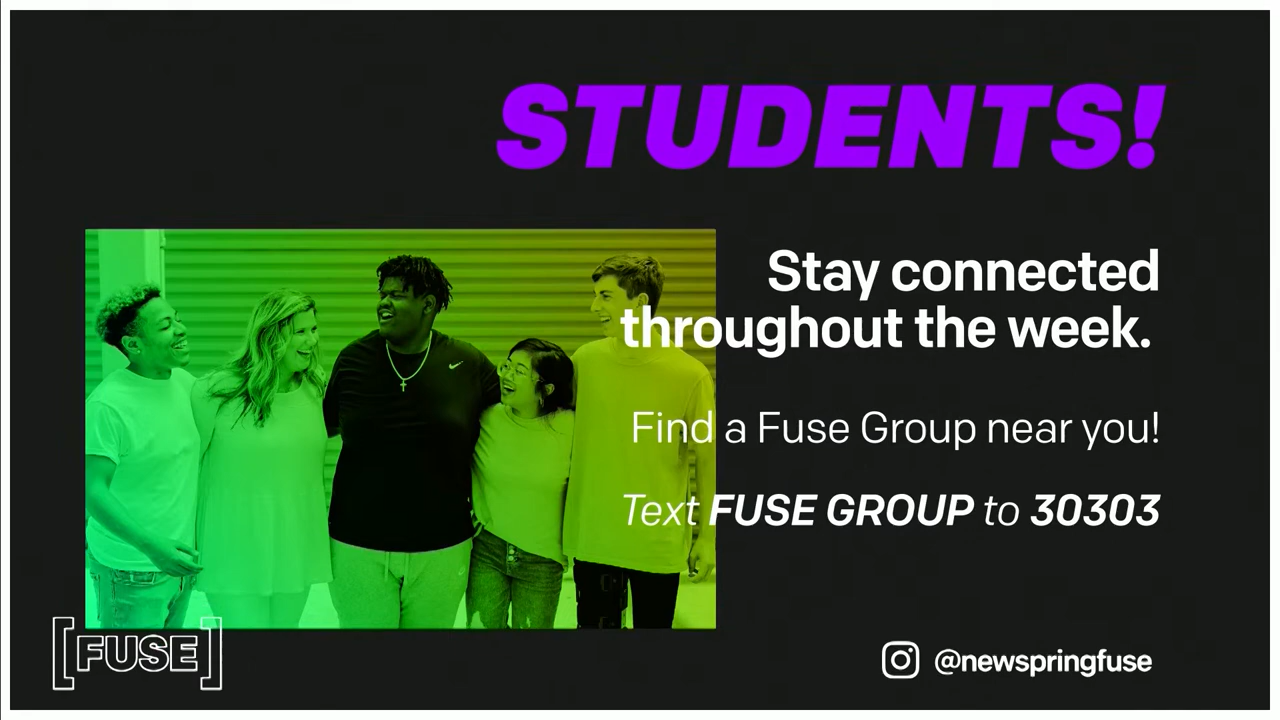 STUDENTS!
Stay connected
throughout the week.
Find a Fuse Group near you!
Text FUSE GROUP to 30303
[FUSE]
@newspringfuse